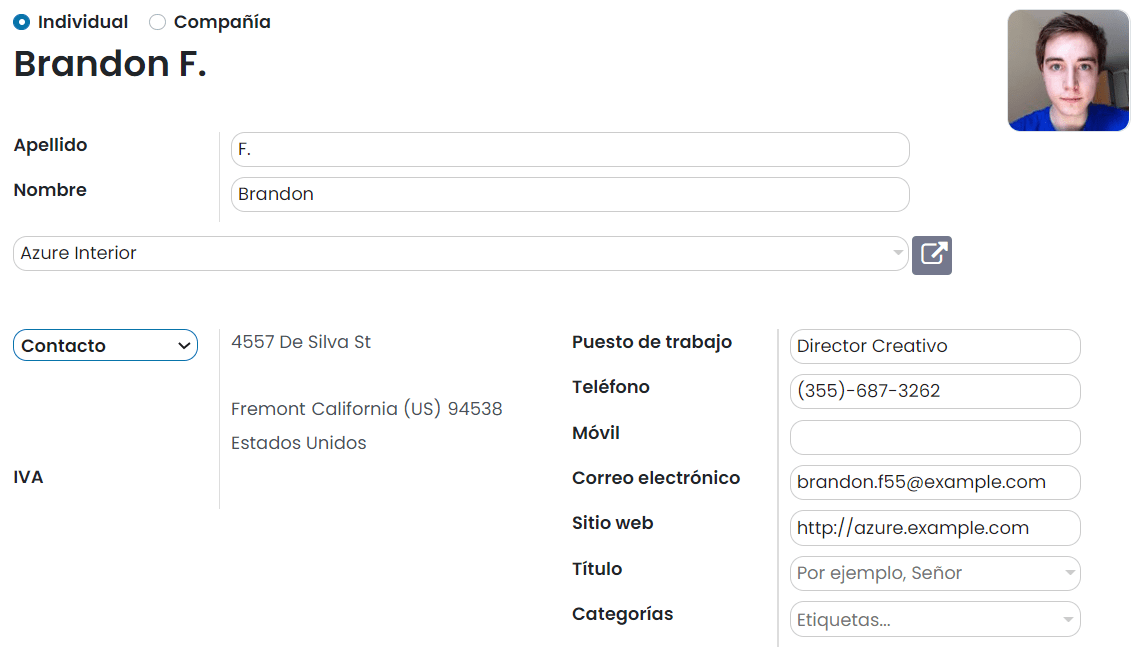 Individual Compañía
Brandon F.
Apellido F.
Nombre Brandon
Azure Interior
Contacto
4557 De Silva St
Fremont California (US) 94538
Estados Unidos
IVA
Puesto de trabajo Director Creativo
Teléfono (355)-687-3262
Móvil
Correo electrónico brandon.f55@example.com
Sitio web http://azure.example.com
Título Por ejemplo, Señor
Categorías Etiquetas...